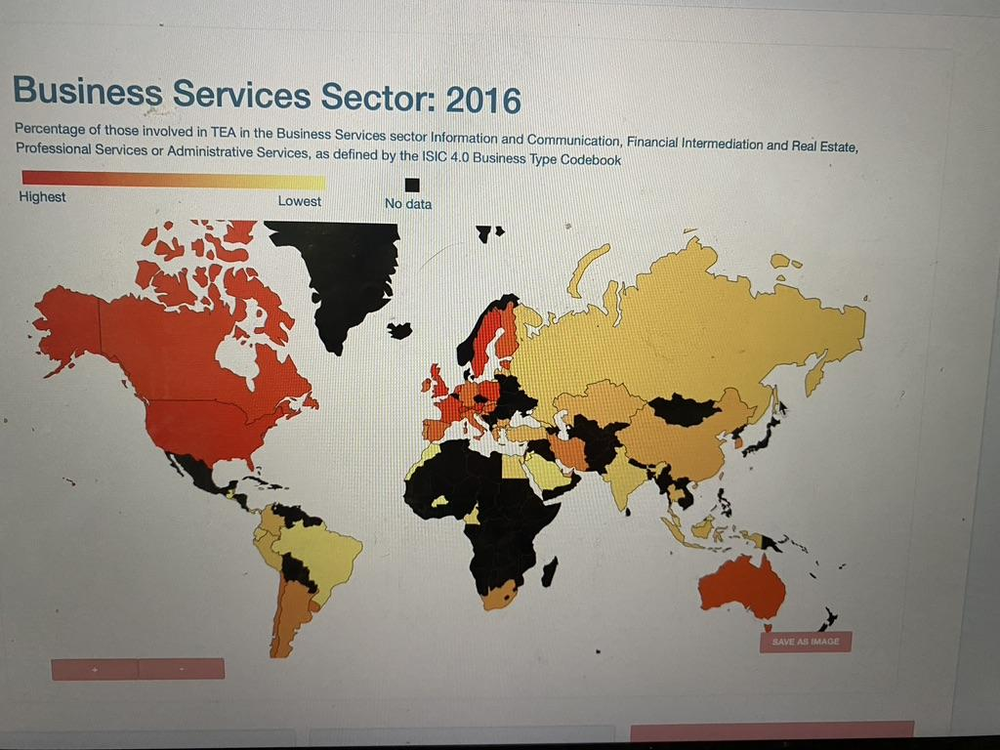 Business Services Sector: 2016
Percentage of those involved in TEA in the Business Services sector Information and Communication, Financial Intermediation and Real Estate,
Professional Services or Administrative Services, as defined by the ISIC 4.0 Business Type Codebook
Highest
Lowest
No data
SAVE AS IMAGE
+
-